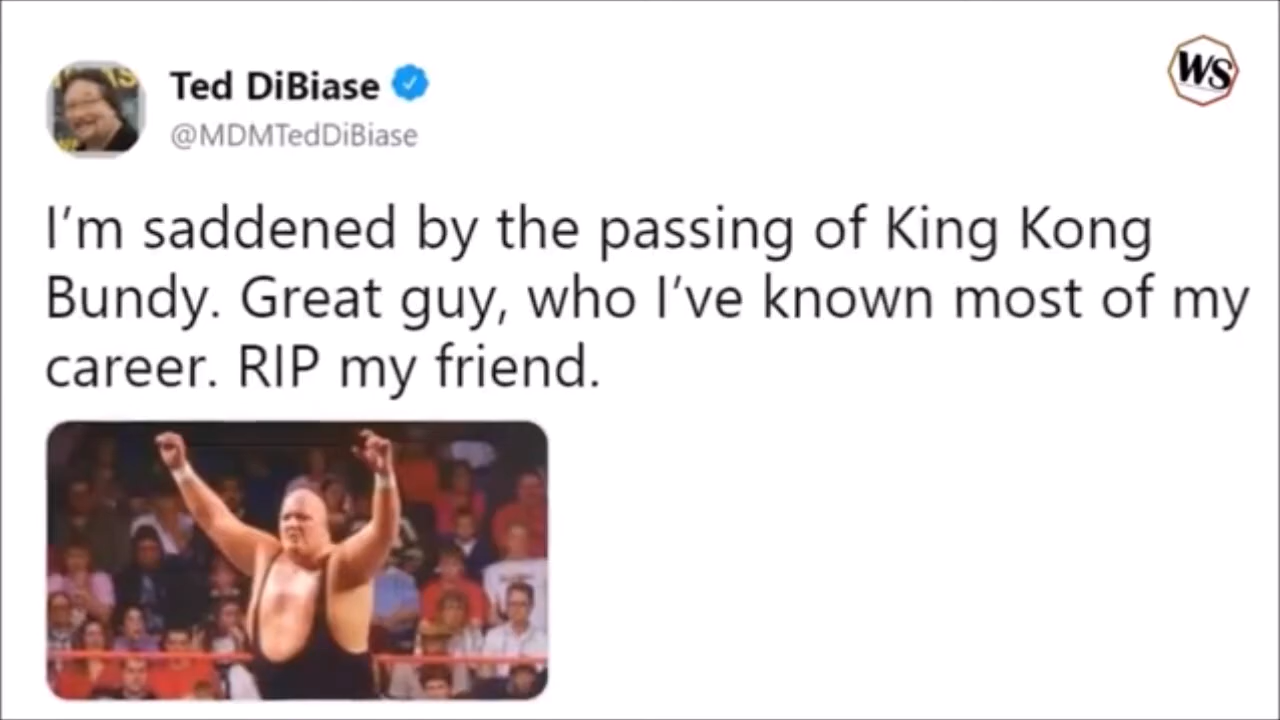 Ted DiBiase
WS
@MDMTedDiBiase
I’m saddened by the passing of King Kong
Bundy. Great guy, who I’ve known most of my
career. RIP my friend.